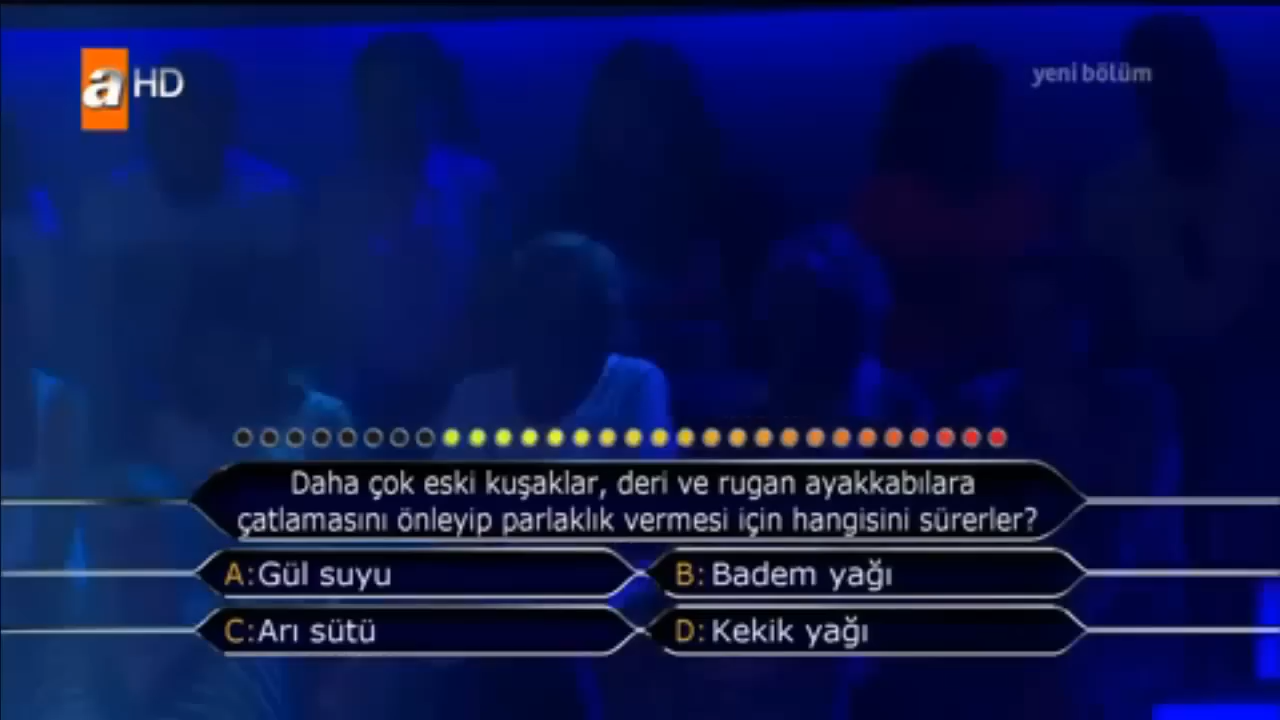 a HD
yeni bölüm
Daha çok eski kuşaklar, deri ve rugan ayakkabılara
çatlamasını önleyip parlaklık vermesi için hangisini sürerler?
A:Gül suyu
B: Badem yağı
C:Arı sütü
D: Kekik yağı